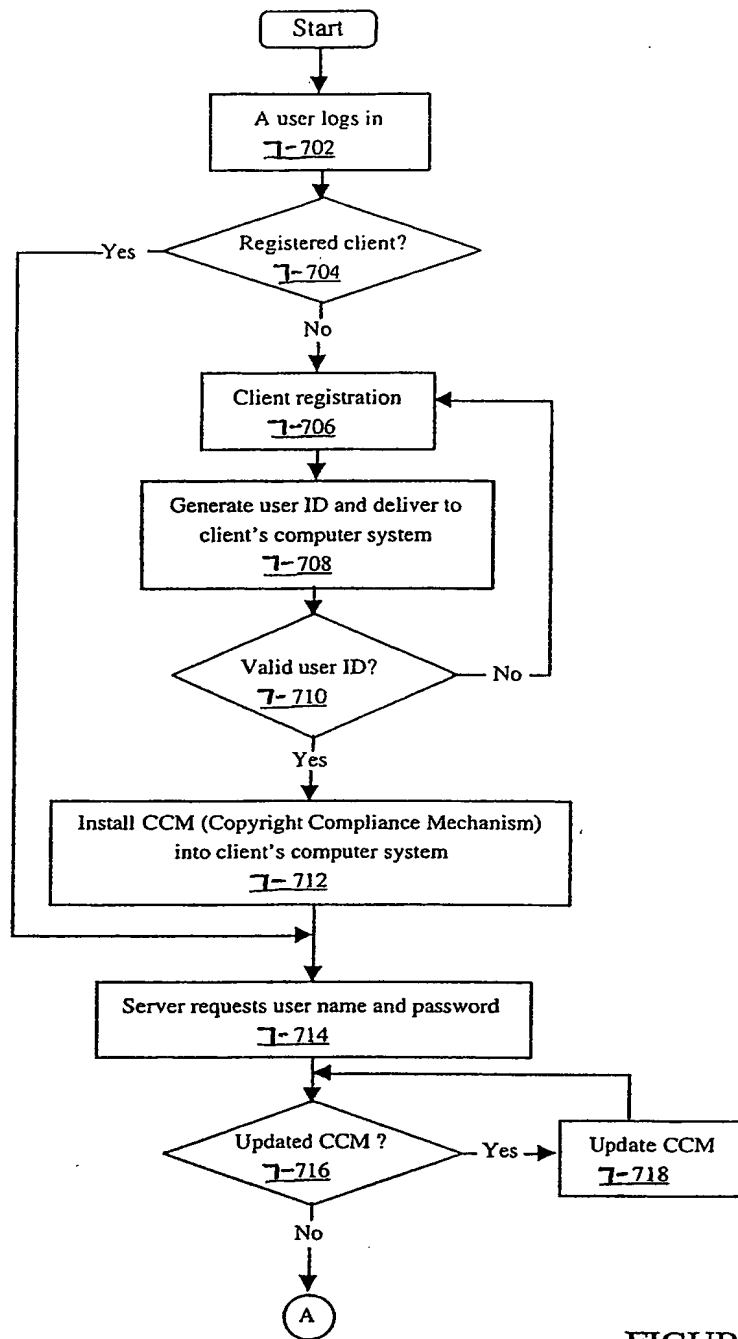 Start
A user logs in
7-702
Registered client?
7-704
Yes
No
Client registration
7-706
Generate user ID and deliver to
client's computer system
7-708
Valid user ID?
7-710
No
Yes
Install CCM (Copyright Compliance Mechanism)
into client's computer system
7-712
Server requests user name and password
7-714
Updated CCM ?
7-716
Yes
Update CCM
7-718
No
A
FIGUR